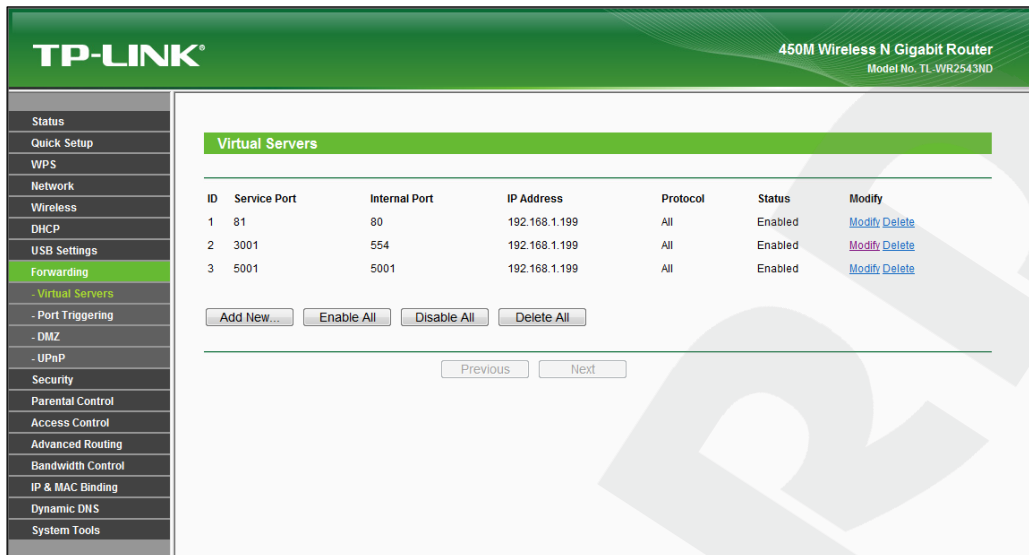 TP-LINK®
450M Wireless N Gigabit Router
Model No. TL-WR2543ND
Status
Quick Setup
WPS
Network
Wireless
DHCP
USB Settings
Forwarding
- Virtual Servers
- Port Triggering
- DMZ
- UPnP
Security
Parental Control
Access Control
Advanced Routing
Bandwidth Control
IP & MAC Binding
Dynamic DNS
System Tools
Virtual Servers
ID Service Port Internal Port IP Address Protocol Status Modify
1 81 80 192.168.1.199 All Enabled Modify Delete
2 3001 554 192.168.1.199 All Enabled Modify Delete
3 5001 5001 192.168.1.199 All Enabled Modify Delete
Add New... Enable All Disable All Delete All
Previous Next